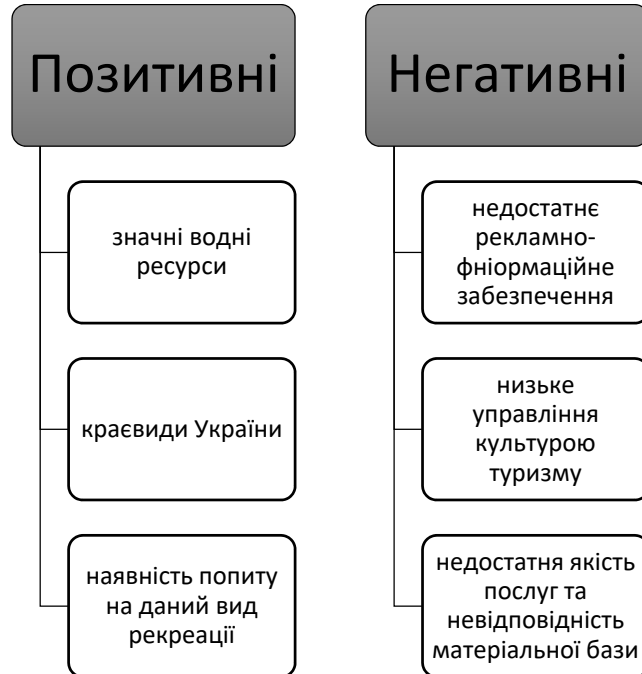 Позитивні
значні водні
ресурси
краєвиди України
наявність попиту
на даний вид
рекреації
Негативні
недостатнє
рекламно-
фніормаційне
забезпечення
низьке
управління
культурою
туризму
недостатня якість
послуг та
невідповідність
матеріальної бази